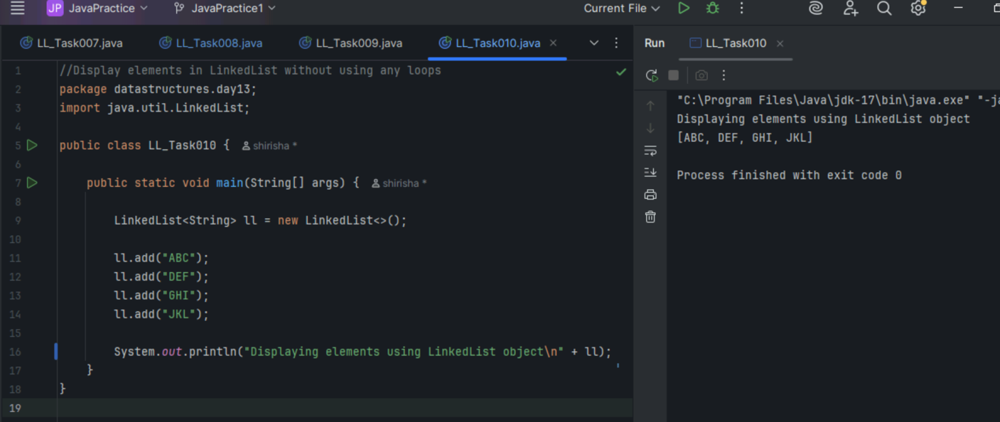 JP JavaPractice JavaPractice1 Current File
LL_Task007.java LL_Task008.java LL_Task009.java LL_Task010.java
1 //Display elements in LinkedList without using any loops
2 package datastructures.day13;
3 import java.util.LinkedList;
4
5 public class LL_Task010 { shirisha *
6
7 public static void main(String[] args) { shirisha *
8
9 LinkedList<String> ll = new LinkedList<>();
10
11 ll.add("ABC");
12 ll.add("DEF");
13 ll.add("GHI");
14 ll.add("JKL");
15
16 System.out.println("Displaying elements using LinkedList object\n" + ll);
17 }
18 }
19
Run LL_Task010
"C:\Program Files\Java\jdk-17\bin\java.exe" "-ja
Displaying elements using LinkedList object
[ABC, DEF, GHI, JKL]
Process finished with exit code 0